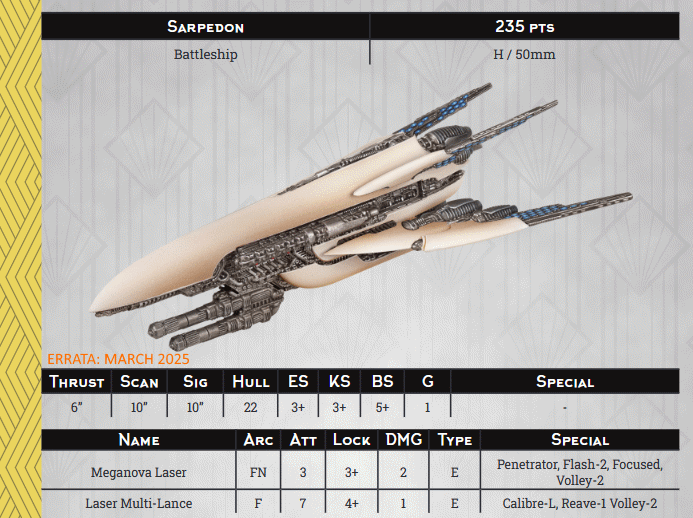 Sarpedon 235 pts
Battleship H / 50mm
ERRATA: MARCH 2025
Thrust Scan Sig Hull ES KS BS G Special
6” 10” 10” 22 3+ 3+ 5+ 1 -
Name Arc Att Lock DMG Type Special
Meganova Laser FN 3 3+ 2 E Penetrator, Flash-2, Focused,
Volley-2
Laser Multi-Lance F 7 4+ 1 E Calibre-L, Reave-1 Volley-2